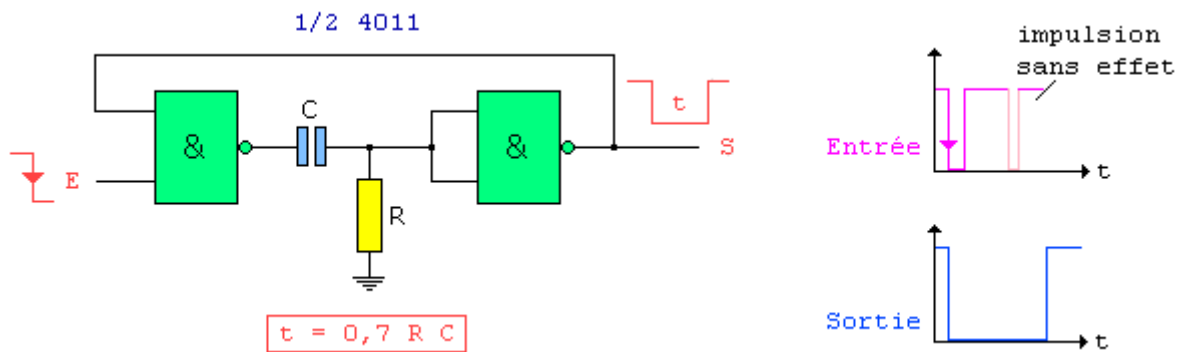 1/2 4011
impulsion
sans effet
C
t
&
&
Entrée
t
E
S
R
t = 0,7 R C
Sortie
t